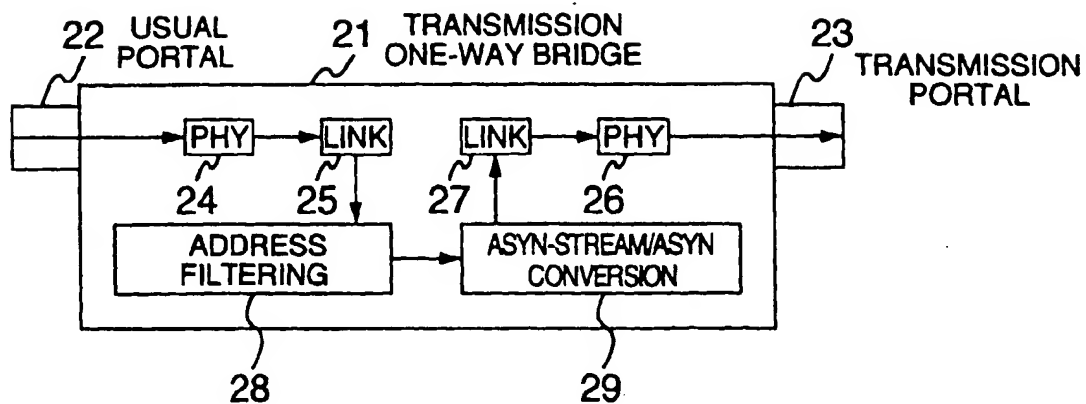 22 USUAL PORTAL
21 TRANSMISSION ONE-WAY BRIDGE
23
TRANSMISSION PORTAL
PHY
LINK
LINK
PHY
24
25
27
26
ADDRESS FILTERING
ASYN-STREAM/ASYN CONVERSION
28
29